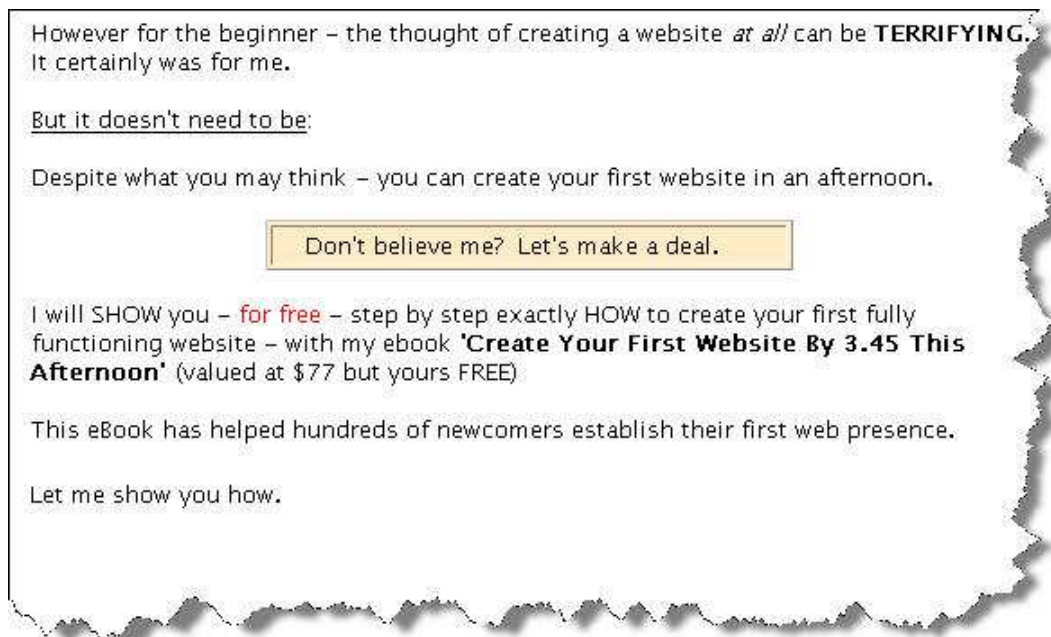 However for the beginner – the thought of creating a website at all can be TERRIFYING.
It certainly was for me.
But it doesn't need to be:
Despite what you may think – you can create your first website in an afternoon.
Don't believe me? Let's make a deal.
I will SHOW you – for free – step by step exactly HOW to create your first fully
functioning website – with my ebook 'Create Your First Website By 3.45 This
Afternoon' (valued at $77 but yours FREE)
This eBook has helped hundreds of newcomers establish their first web presence.
Let me show you how.